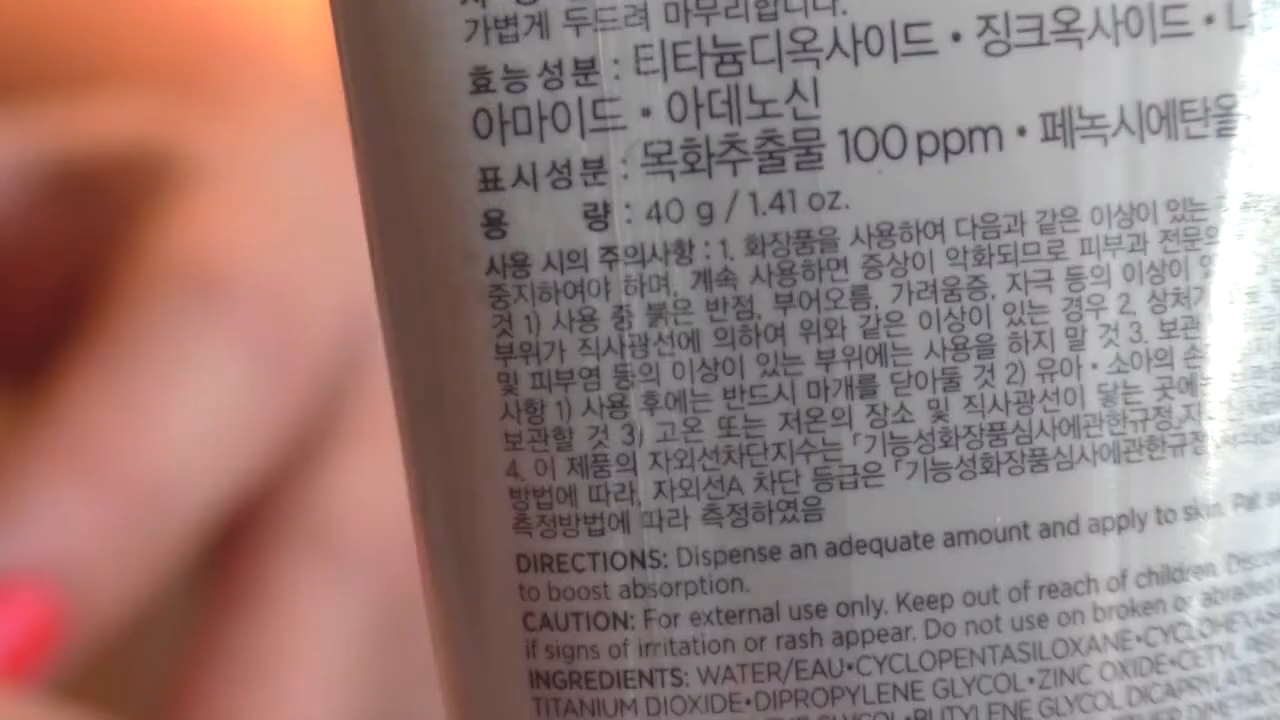 가볍게 두드려 마무리합니다.
효능성분 : 티타늄디옥사이드 • 징크옥사이드 •
아마이드 • 아데노신
표시성분 : 목화추출물 100 ppm • 페녹시에탄올
용 량 : 40 g / 1.41 oz.
사용 시의 주의사항 : 1. 화장품을 사용하여 다음과 같은 이상이 있는
중지하여야 하며, 계속 사용하면 증상이 악화되므로 피부과 전문의
것 1) 사용 중 붉은 반점, 부어오름, 가려움증, 자극 등의 이상이
부위가 직사광선에 의하여 위와 같은 이상이 있는 경우 2. 상처가
및 피부염 등의 이상이 있는 부위에는 사용을 하지 말 것 3. 보관
사항 1) 사용 후에는 반드시 마개를 닫아둘 것 2) 유아 • 소아의 손
보관할 것 3) 고온 또는 저온의 장소 및 직사광선이 닿는 곳에
4. 이 제품의 자외선차단지수는 「기능성화장품심사에관한규정」
방법에 따라, 자외선A 차단 등급은 「기능성화장품심사에관한규정
측정방법에 따라 측정하였음
DIRECTIONS: Dispense an adequate amount and apply to skin. Pat
to boost absorption.
CAUTION: For external use only. Keep out of reach of children.
if signs of irritation or rash appear. Do not use on broken or abraded
INGREDIENTS: WATER/EAU•CYCLOPENTASILOXANE•
TITANIUM DIOXIDE•DIPROPYLENE GLYCOL•ZINC OXIDE•CETYL
GLYCOL•BUTYLENE GLYCOL